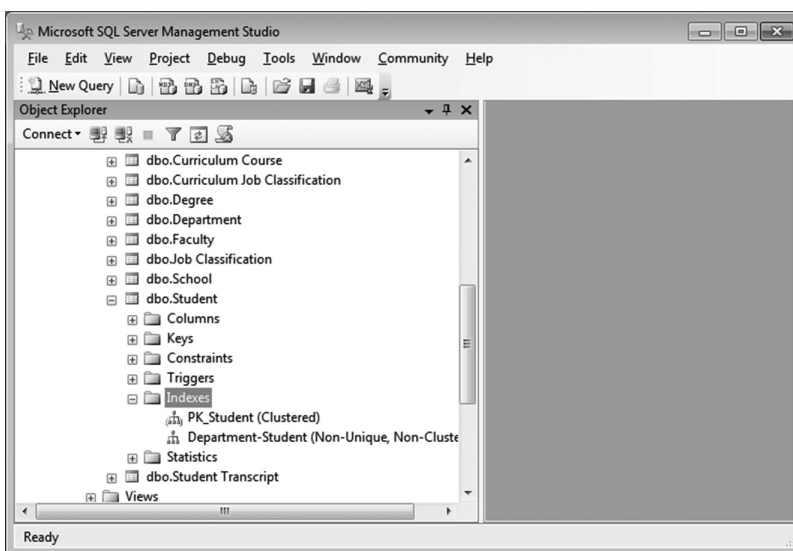 Microsoft SQL Server Management Studio
File Edit View Project Debug Tools Window Community Help
New Query
Object Explorer
Connect
dbo.Curriculum Course
dbo.Curriculum Job Classification
dbo.Degree
dbo.Department
dbo.Faculty
dbo.Job Classification
dbo.School
dbo.Student
Columns
Keys
Constraints
Triggers
Indexes
PK_Student (Clustered)
Department-Student (Non-Unique, Non-Cluste
Statistics
dbo.Student Transcript
Views
Ready